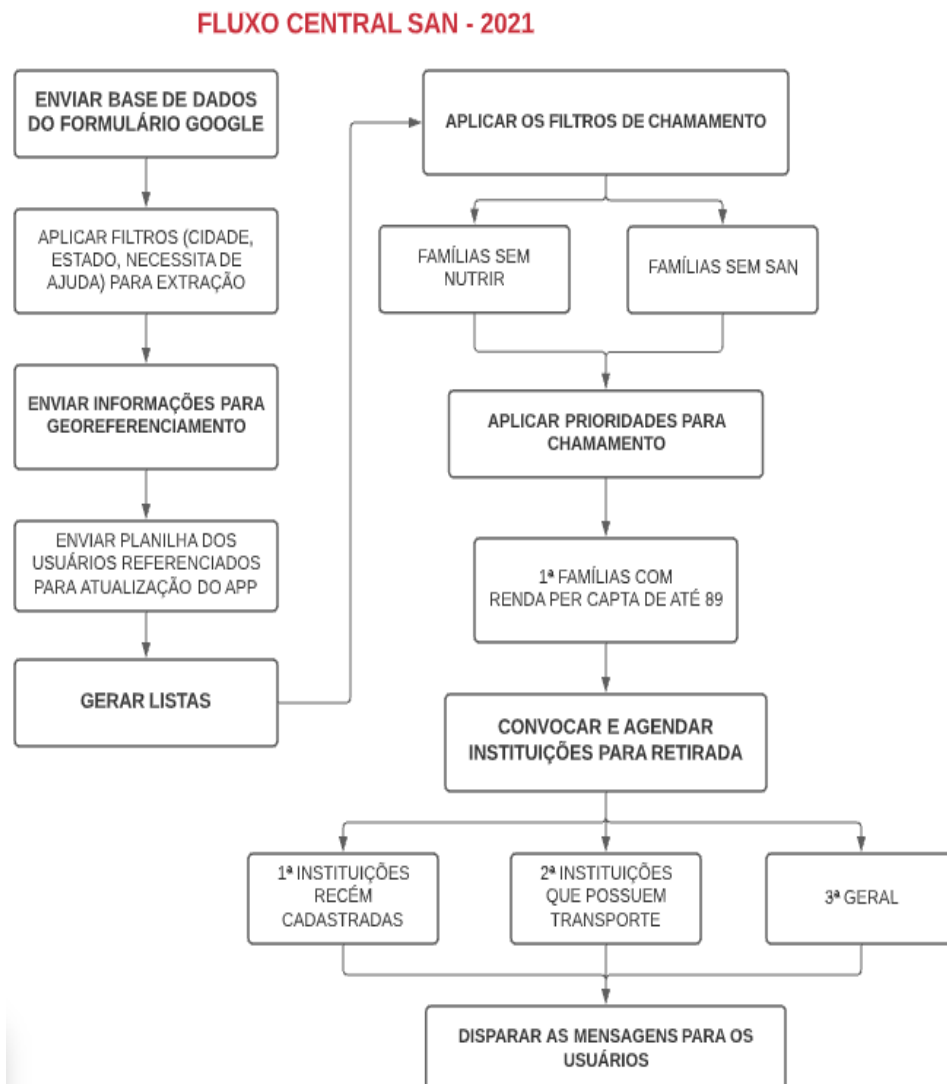 FLUXO CENTRAL SAN - 2021
ENVIAR BASE DE DADOS
DO FORMULÁRIO GOOGLE
APLICAR FILTROS (CIDADE,
ESTADO, NECESSITA DE
AJUDA) PARA EXTRAÇÃO
ENVIAR INFORMAÇÕES PARA
GEOREFERENCIAMENTO
ENVIAR PLANILHA DOS
USUÁRIOS REFERENCIADOS
PARA ATUALIZAÇÃO DO APP
GERAR LISTAS
APLICAR OS FILTROS DE CHAMAMENTO
FAMÍLIAS SEM
NUTRIR
FAMÍLIAS SEM SAN
APLICAR PRIORIDADES PARA
CHAMAMENTO
1ª FAMÍLIAS COM
RENDA PER CAPTA DE ATÉ 89
CONVOCAR E AGENDAR
INSTITUIÇÕES PARA RETIRADA
1ª INSTITUIÇÕES
RECÉM
CADASTRADAS
2ª INSTITUIÇÕES
QUE POSSUEM
TRANSPORTE
3ª GERAL
DISPARAR AS MENSAGENS PARA OS
USUÁRIOS